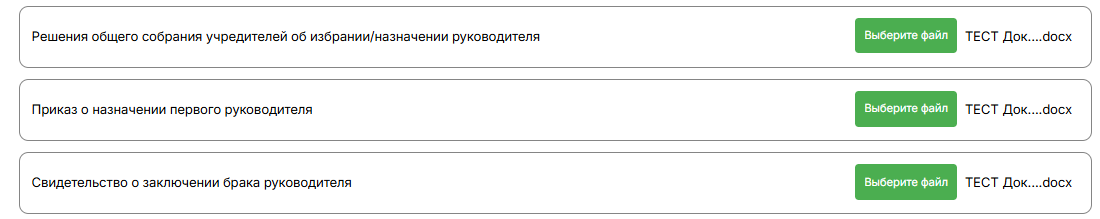 Решения общего собрания учредителей об избрании/назначении руководителя Выберите файл ТЕСТ Док....docx
Приказ о назначении первого руководителя Выберите файл ТЕСТ Док....docx
Свидетельство о заключении брака руководителя Выберите файл ТЕСТ Док....docx